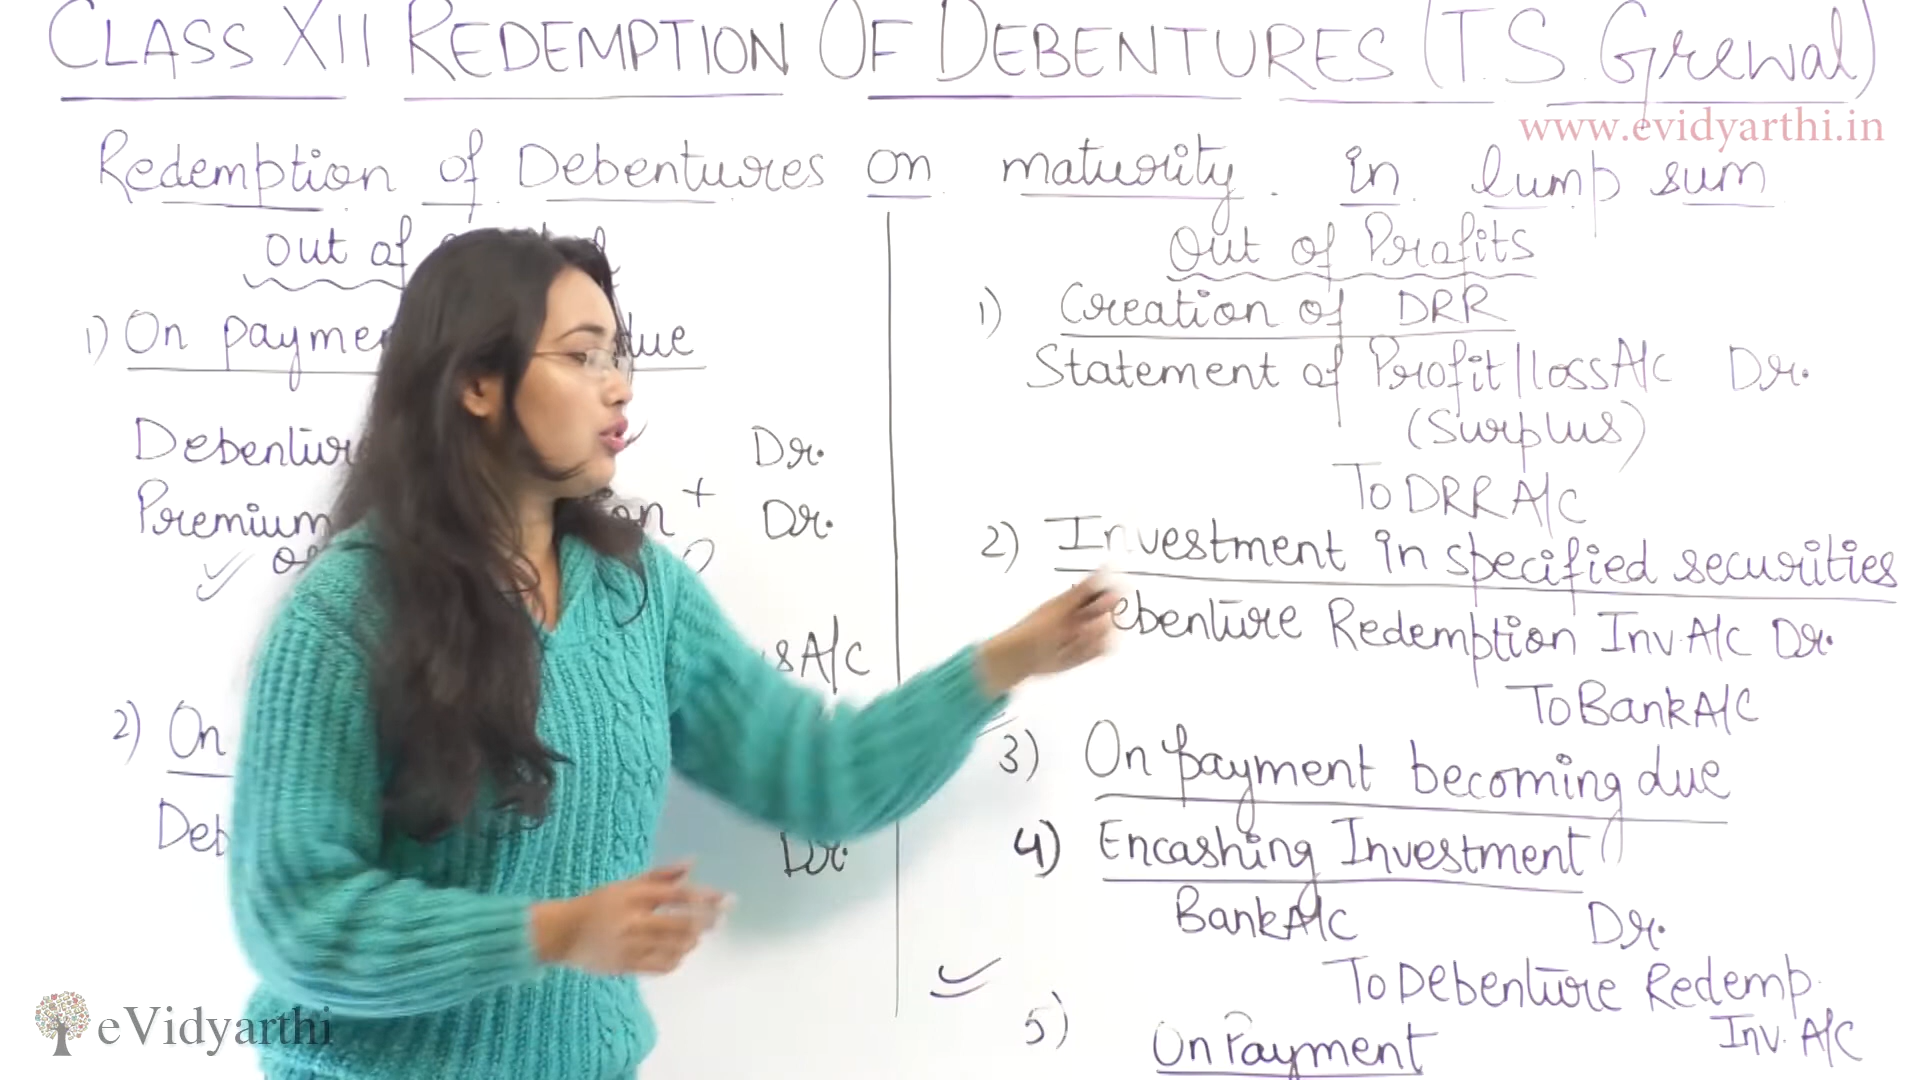 CLASS XII REDEMPTION OF DEBENTURES (T.S. Grewal)
www.evidyarthi.in
Redemption of Debentures on maturity in lump sum
Out of
1) On due
Dr.
Premium + Dr.
A/c
2) On
Dr.
Out of Profits
1) Creation of DRR
Statement of Profit/loss A/c Dr.
(Surplus)
To DRR A/c
2) Investment in specified securities
Redemption Inv. A/c Dr.
To Bank A/c
3) On payment becoming due
4) Encashing Investment
Bank A/c Dr.
To Debenture Redemp.
Inv. A/c
5) On Payment
eVidyarthi